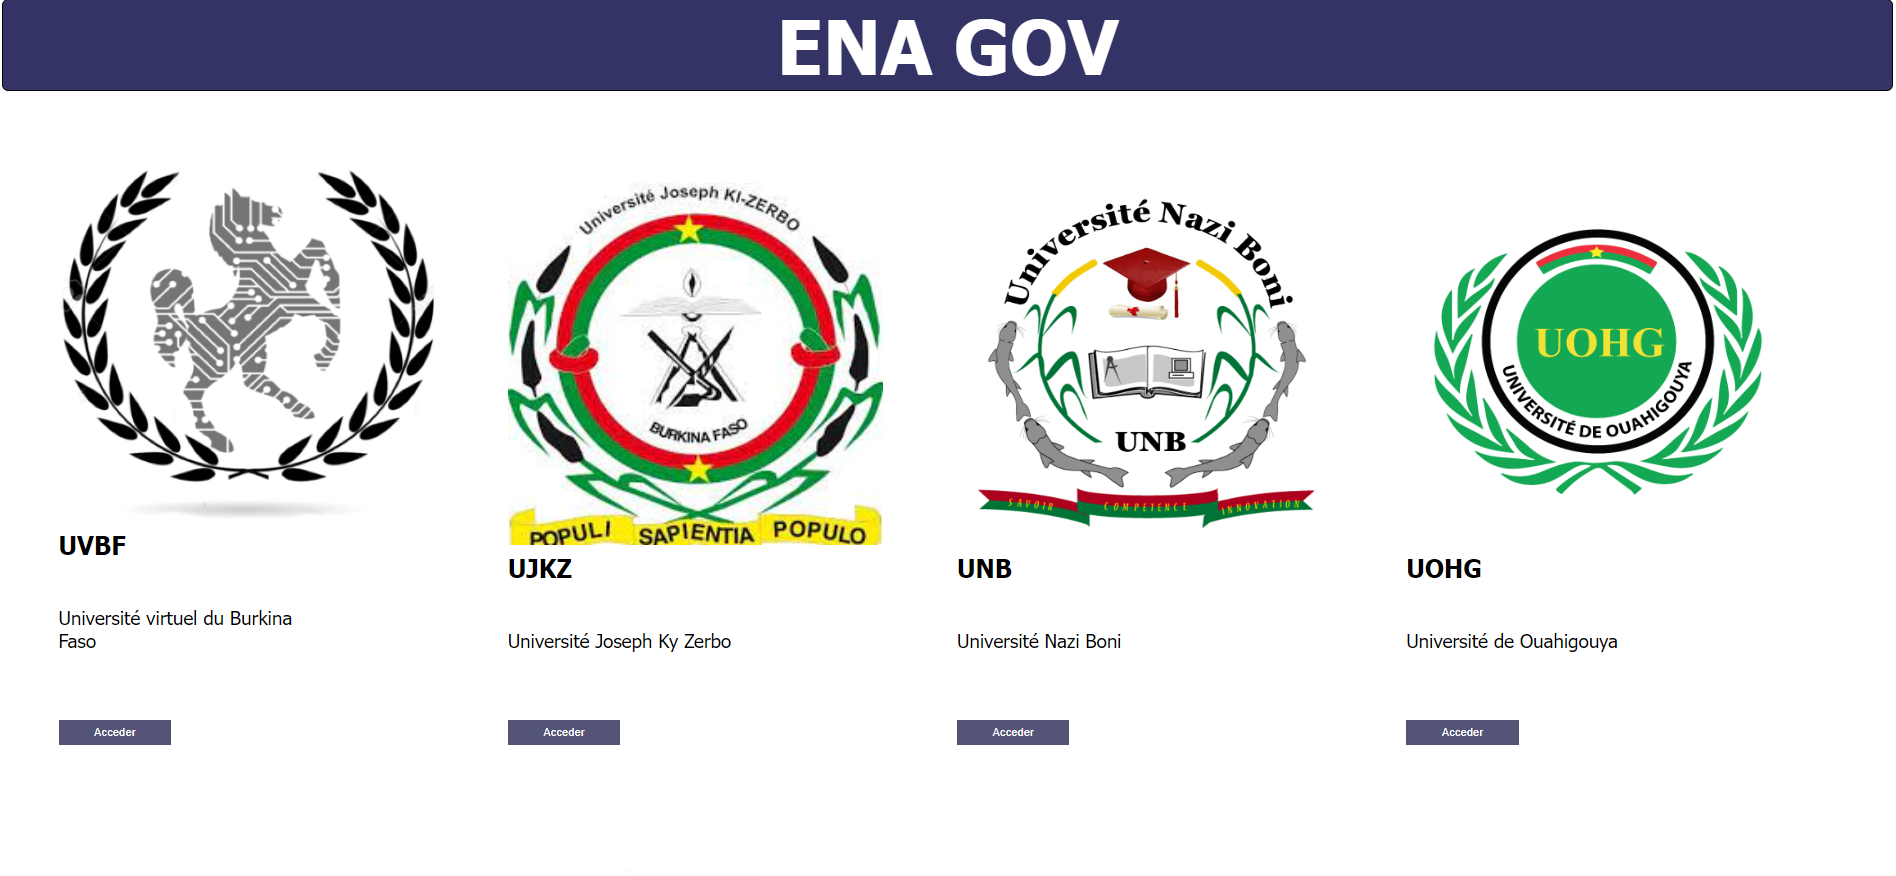 ENA GOV
Université Joseph KI-ZERBO
BURKINA FASO
POPULI SAPIENTIA POPULO
Université Nazi Boni
UNB
SAVOIR COMPETENCE INNOVATION
UOHG
UNIVERSITÉ DE OUAHIGOUYA
UVBF
UJKZ
UNB
UOHG
Université virtuel du Burkina
Faso
Université Joseph Ky Zerbo
Université Nazi Boni
Université de Ouahigouya
Acceder
Acceder
Acceder
Acceder